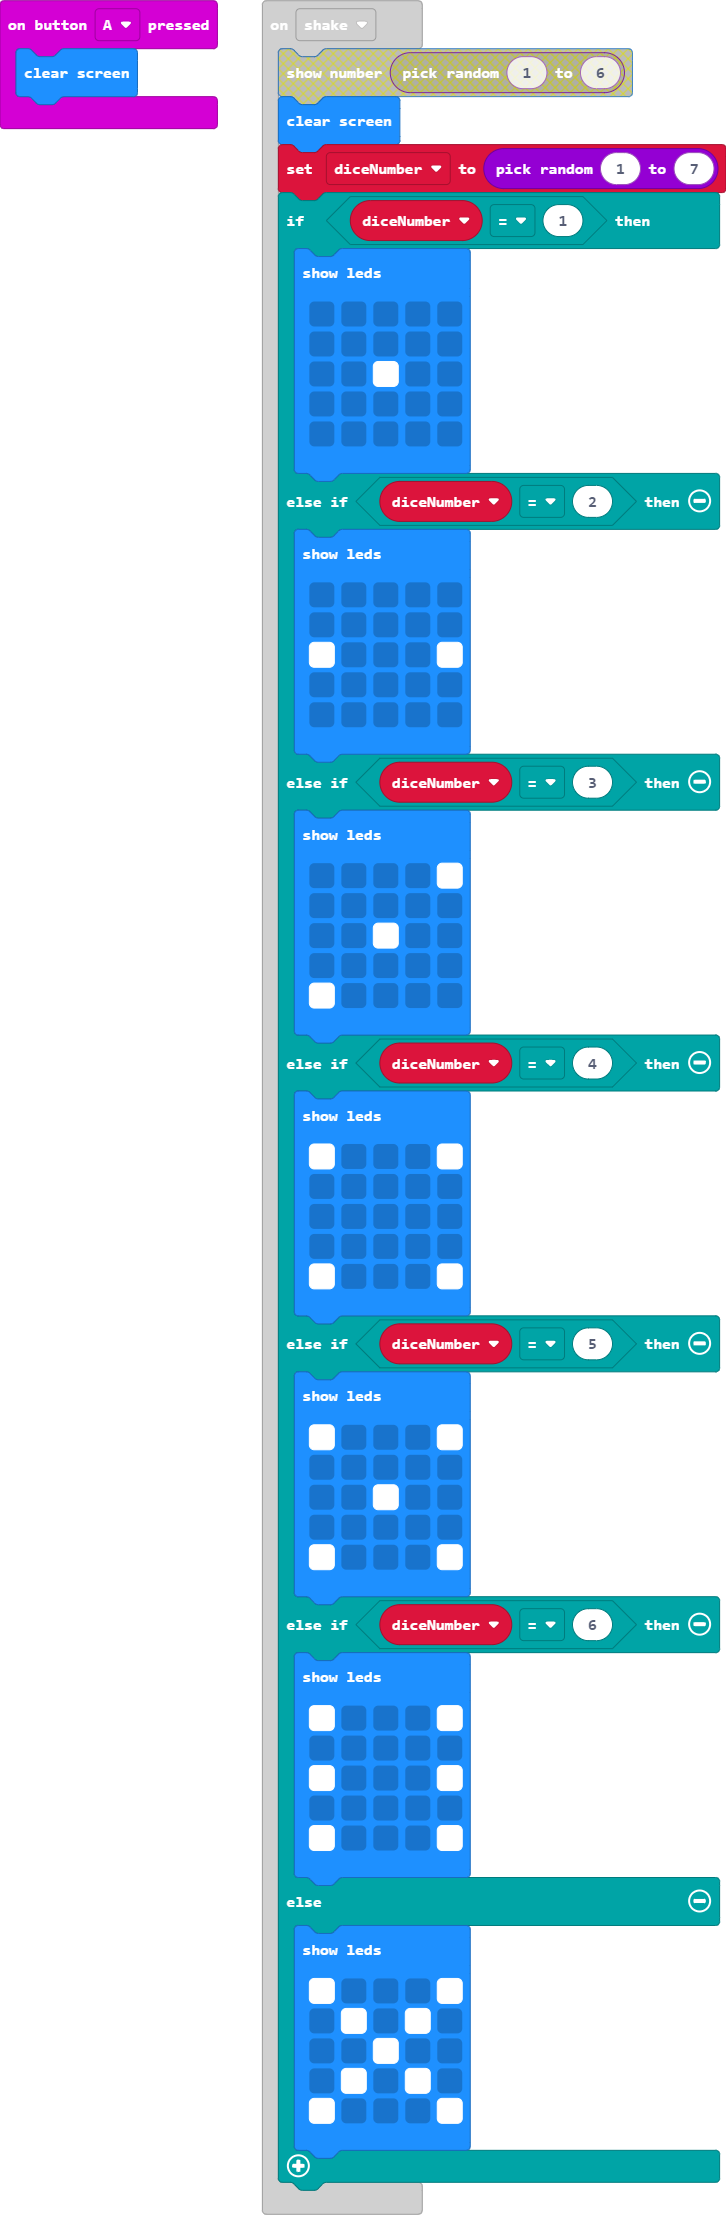 on button A pressed
clear screen
on shake
show number pick random 1 to 6
clear screen
set diceNumber to pick random 1 to 7
if diceNumber = 1 then
show leds
else if diceNumber = 2 then
show leds
else if diceNumber = 3 then
show leds
else if diceNumber = 4 then
show leds
else if diceNumber = 5 then
show leds
else if diceNumber = 6 then
show leds
else
show leds